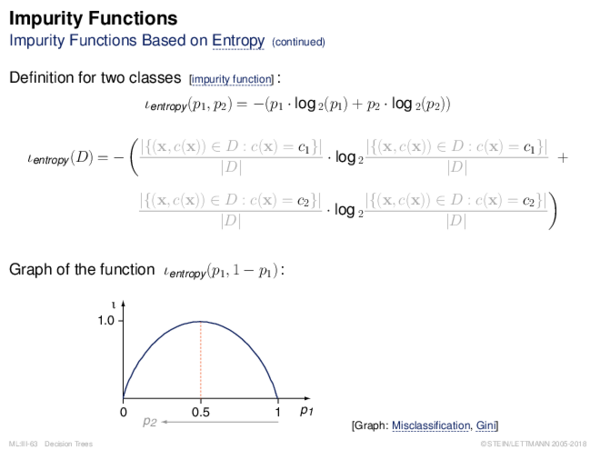 Impurity Functions
Impurity Functions Based on Entropy (continued)
Definition for two classes [impurity function] :
ι_entropy(p₁, p₂) = −(p₁ · log₂(p₁) + p₂ · log₂(p₂))
ι_entropy(D) = − ( |{(x, c(x)) ∈ D : c(x) = c₁}| / |D| · log₂ |{(x, c(x)) ∈ D : c(x) = c₁}| / |D| +
|{(x, c(x)) ∈ D : c(x) = c₂}| / |D| · log₂ |{(x, c(x)) ∈ D : c(x) = c₂}| / |D| )
Graph of the function ι_entropy(p₁, 1 − p₁) :
ι
1.0
0 0.5 1 p₁
p₂
[Graph: Misclassification, Gini]
ML:III-63 Decision Trees ©STEIN/LETTMANN 2005-2018